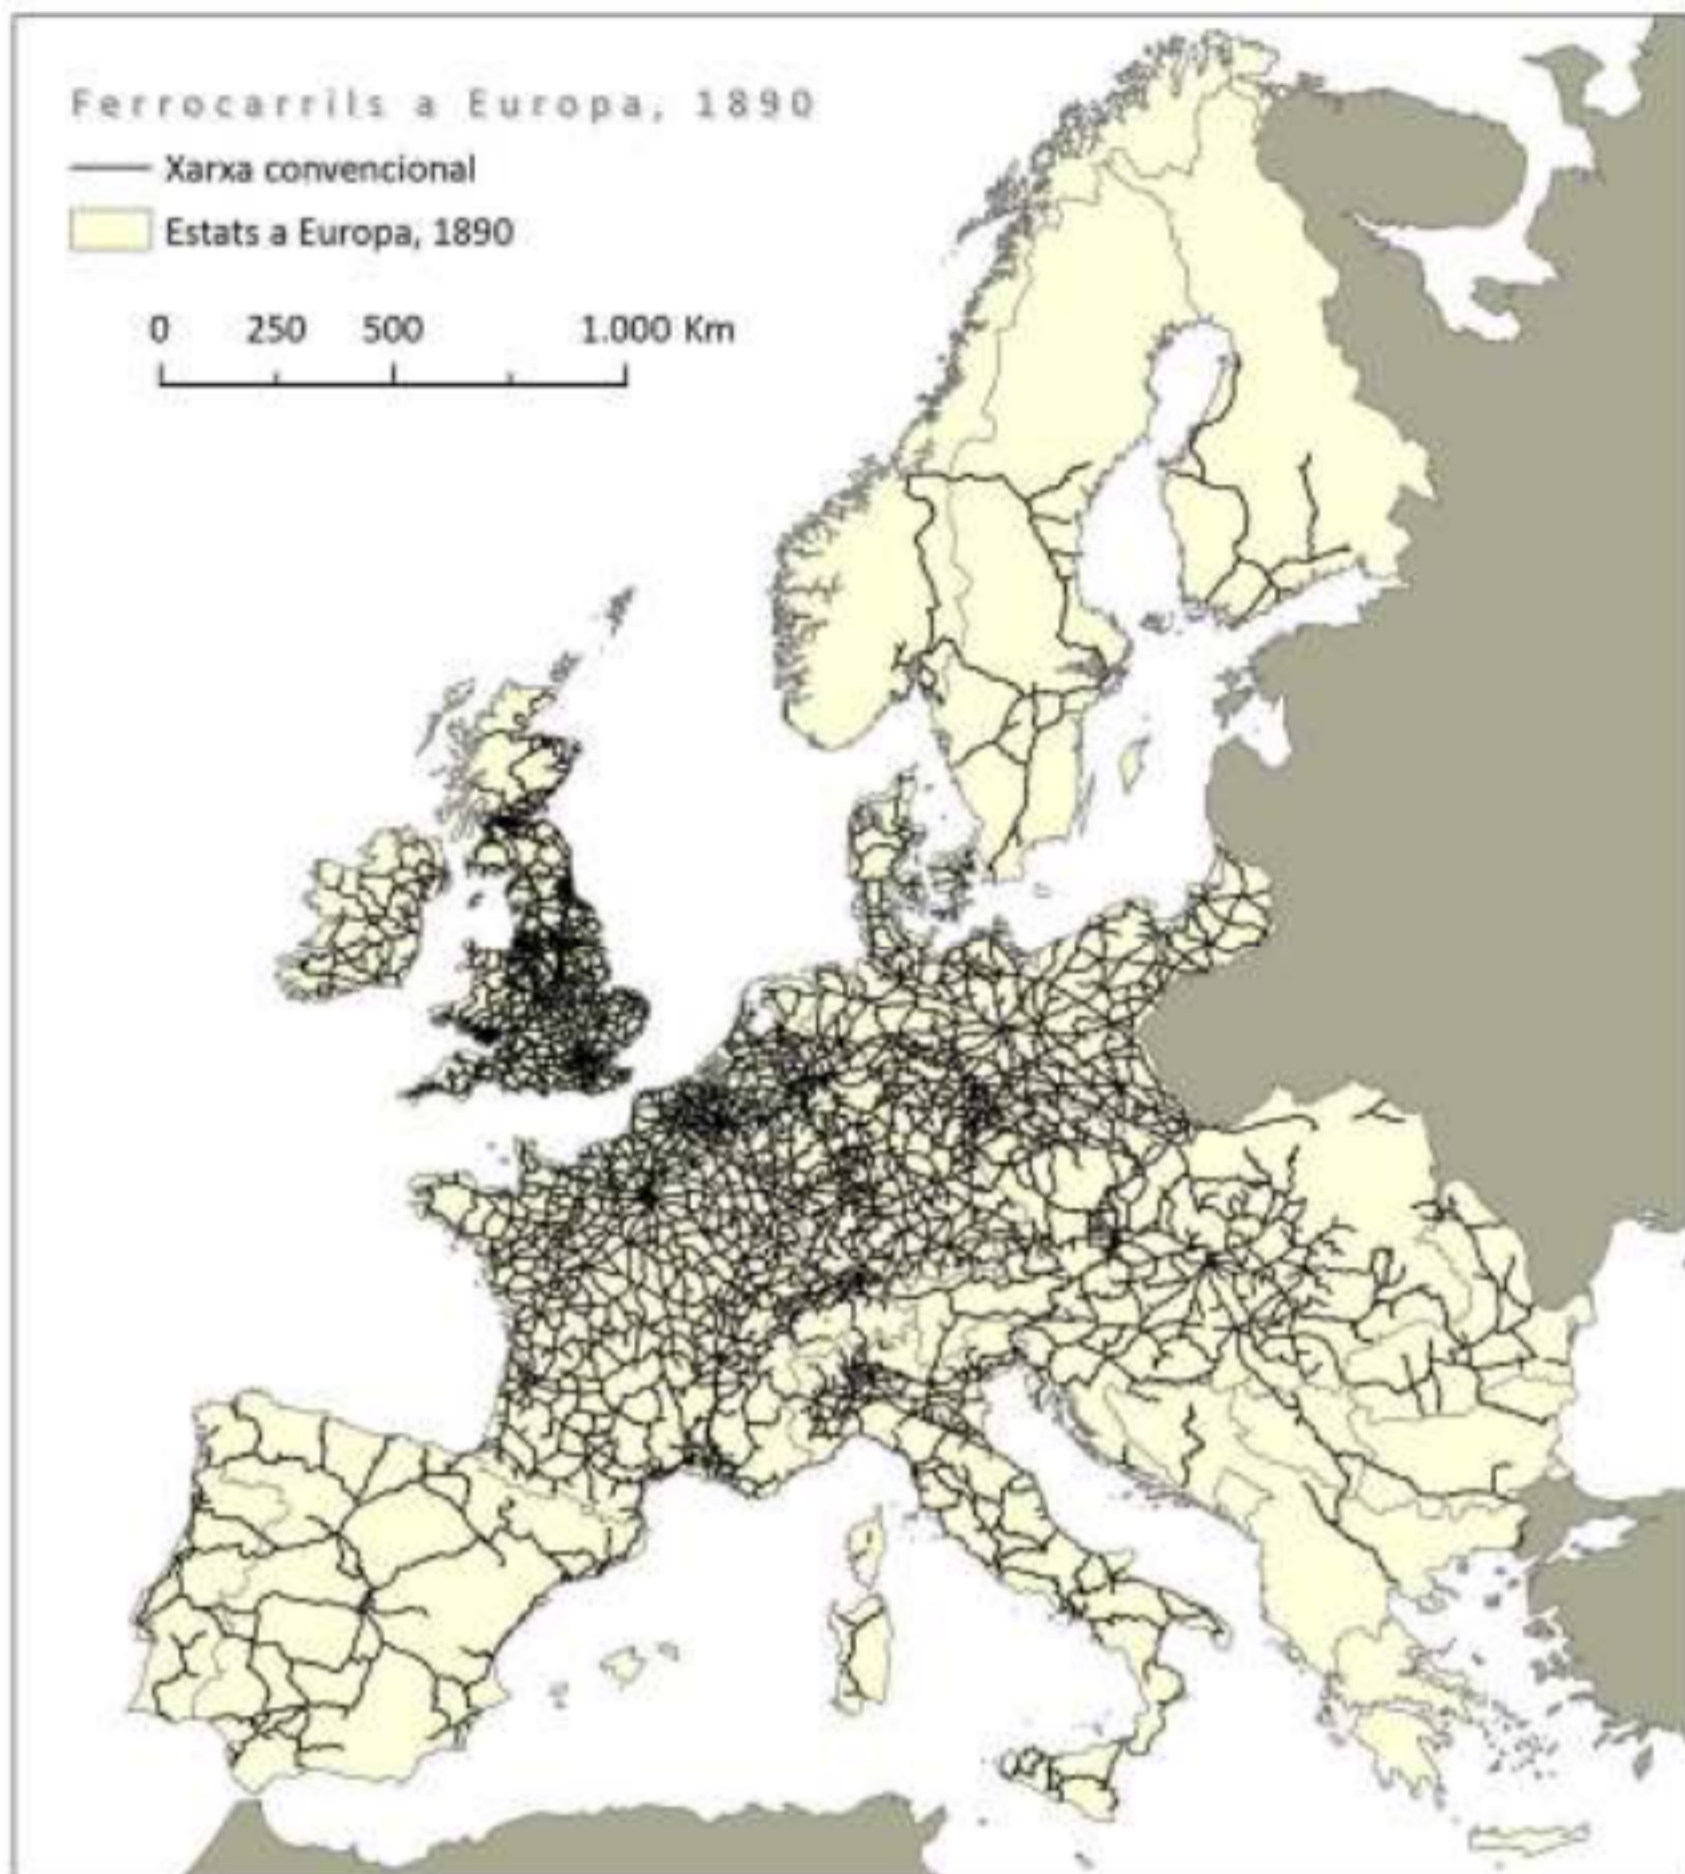 Ferrocarrils a Europa, 1890
Xarxa convencional
Estats a Europa, 1890
0 250 500 1.000 Km